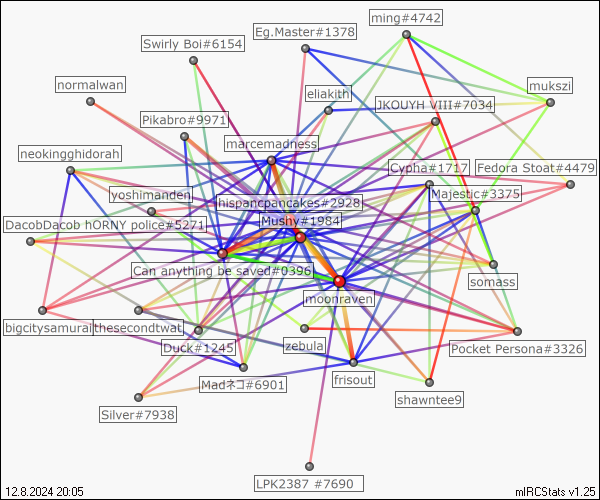 ming#4742
Eg.Master#1378
Swirly Boi#6154
normalwan
mukszi
eliakith
JKOUYH VIII#7034
Pikabro#9971
marcemadness
neokingghidorah
Cypha#1717
Fedora Stoat#4479
yoshimanden
Majestic#3375
hispancpancakes#2928
DacobDacob hORNY police#5271
Mushy#1984
Can anything be saved#0396
somass
moonraven
bigcitysamurai
thesecondtwat
Duck#1245
zebula
Pocket Persona#3326
Madネコ#6901
frisout
shawntee9
Silver#7938
LPK2387 #7690
12.8.2024 20:05
mIRCStats v1.25